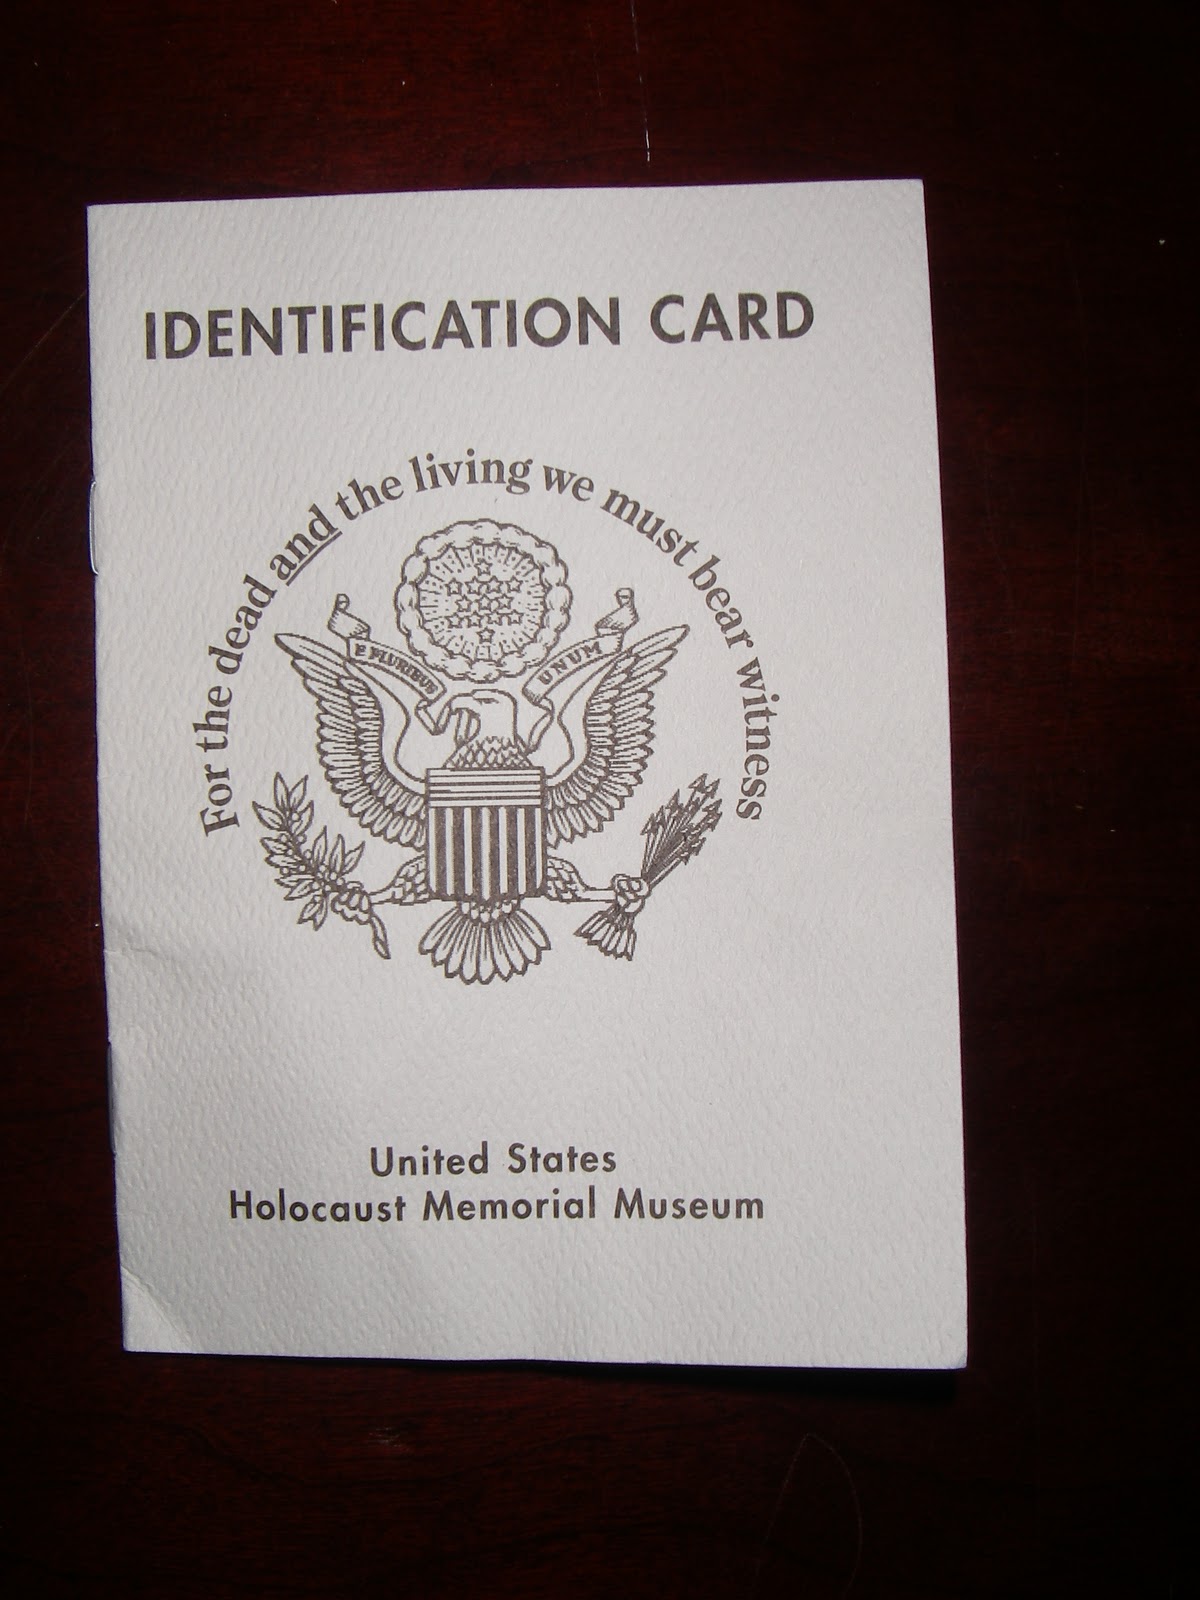 IDENTIFICATION CARD
For the dead and the living we must bear witness
E PLURIBUS UNUM
United States
Holocaust Memorial Museum